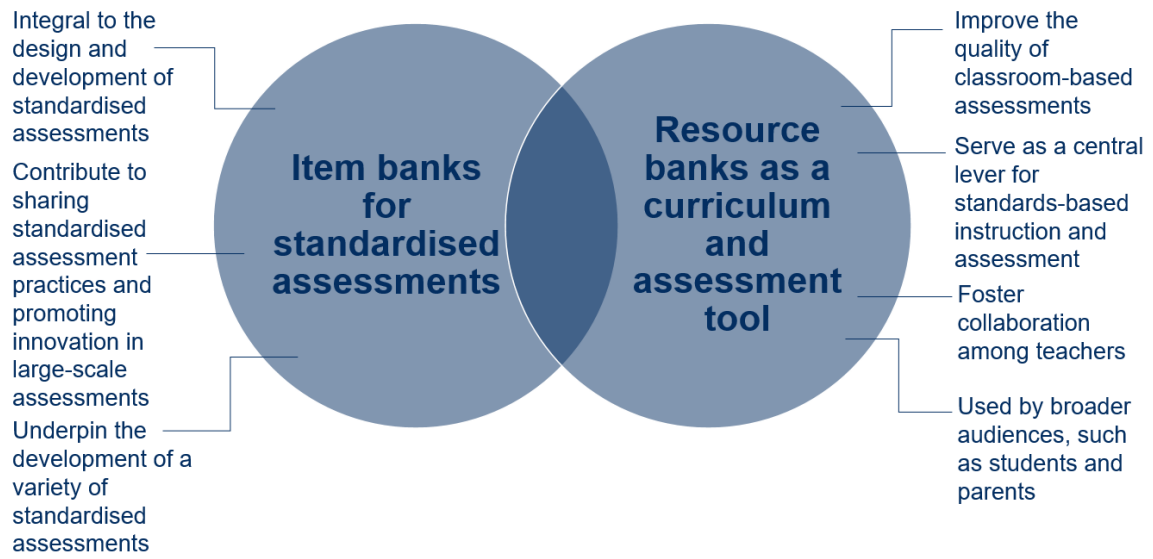 Integral to the
design and
development of
standardised
assessments
Contribute to
sharing
standardised
assessment
practices and
promoting
innovation in
large-scale
assessments
Underpin the
development of a
variety of
standardised
assessments
Item banks
for
standardised
assessments
Resource
banks as a
curriculum
and
assessment
tool
Improve the
quality of
classroom-based
assessments
Serve as a central
lever for
standards-based
instruction and
assessment
Foster
collaboration
among teachers
Used by broader
audiences, such
as students and
parents